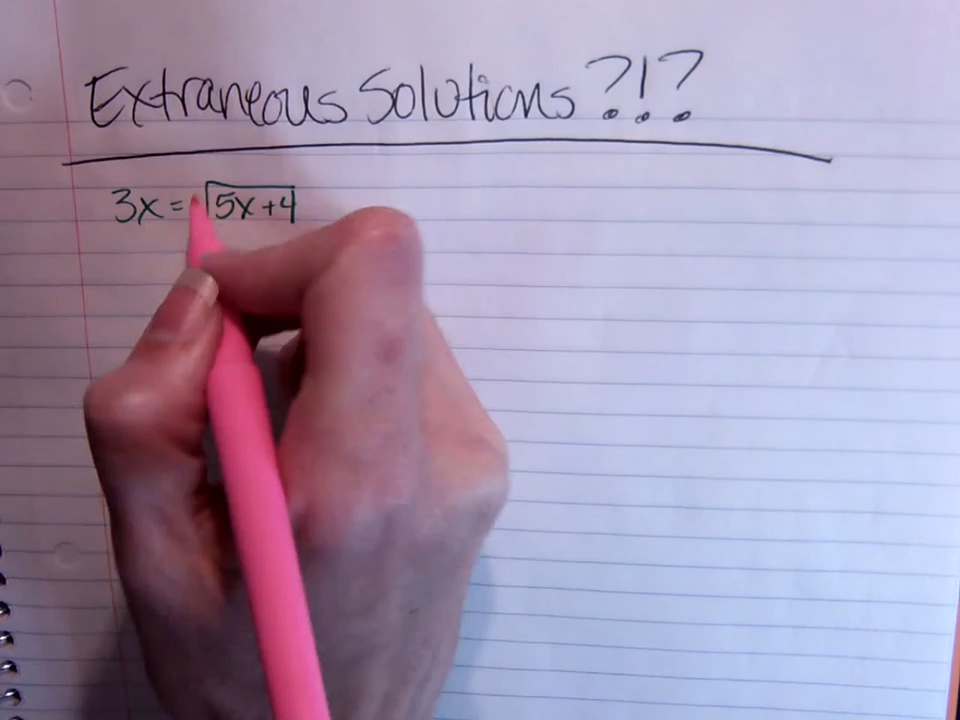 Extraneous Solutions ?!?
3x = √5x+4